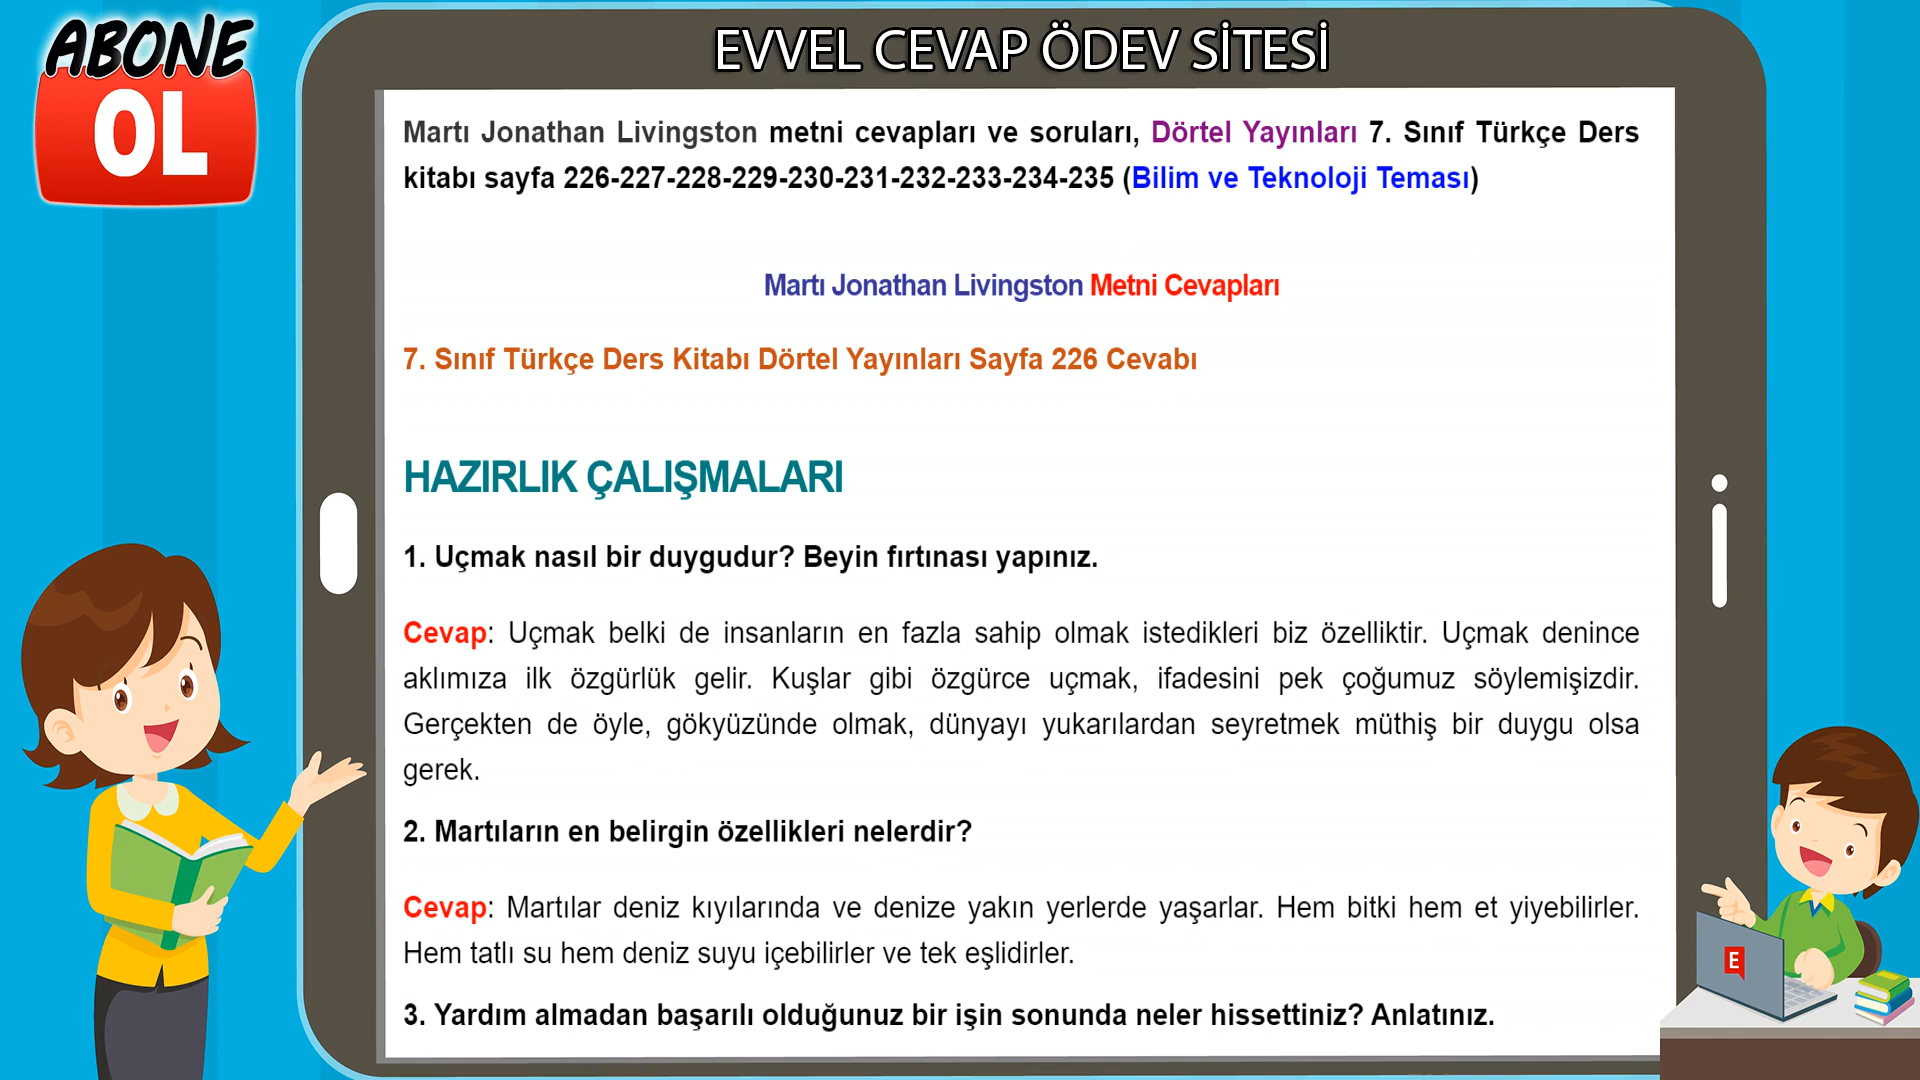 ABONE
OL
EVVEL CEVAP ÖDEV SİTESİ
Martı Jonathan Livingston metni cevapları ve soruları, Dörtel Yayınları 7. Sınıf Türkçe Ders
kitabı sayfa 226-227-228-229-230-231-232-233-234-235 (Bilim ve Teknoloji Teması)
Martı Jonathan Livingston Metni Cevapları
7. Sınıf Türkçe Ders Kitabı Dörtel Yayınları Sayfa 226 Cevabı
HAZIRLIK ÇALIŞMALARI
1. Uçmak nasıl bir duygudur? Beyin fırtınası yapınız.
Cevap: Uçmak belki de insanların en fazla sahip olmak istedikleri biz özelliktir. Uçmak denince
aklımıza ilk özgürlük gelir. Kuşlar gibi özgürce uçmak, ifadesini pek çoğumuz söylemişizdir.
Gerçekten de öyle, gökyüzünde olmak, dünyayı yukarılardan seyretmek müthiş bir duygu olsa
gerek.
2. Martıların en belirgin özellikleri nelerdir?
Cevap: Martılar deniz kıyılarında ve denize yakın yerlerde yaşarlar. Hem bitki hem et yiyebilirler.
Hem tatlı su hem deniz suyu içebilirler ve tek eşlidirler.
3. Yardım almadan başarılı olduğunuz bir işin sonunda neler hissettiniz? Anlatınız.
E